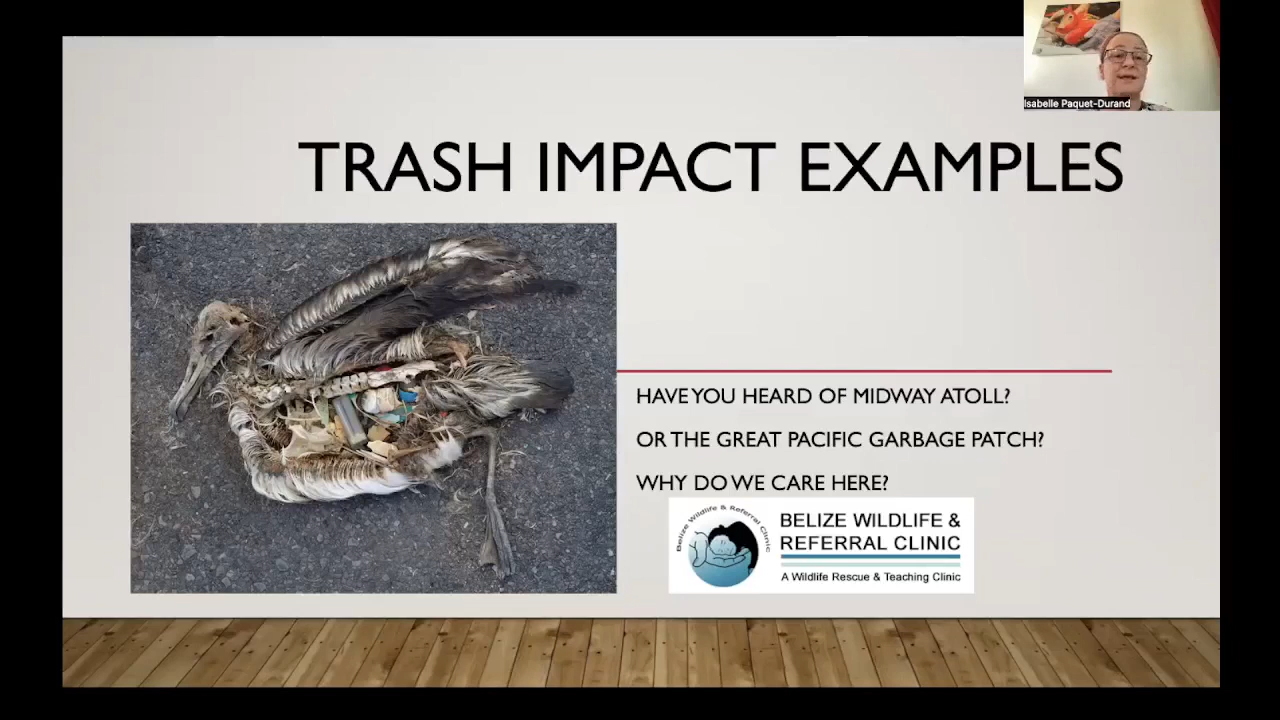 Isabelle Paquet-Durand
TRASH IMPACT EXAMPLES
HAVE YOU HEARD OF MIDWAY ATOLL?
OR THE GREAT PACIFIC GARBAGE PATCH?
WHY DO WE CARE HERE?
Belize Wildlife & Referral Clinic
BELIZE WILDLIFE &
REFERRAL CLINIC
A Wildlife Rescue & Teaching Clinic